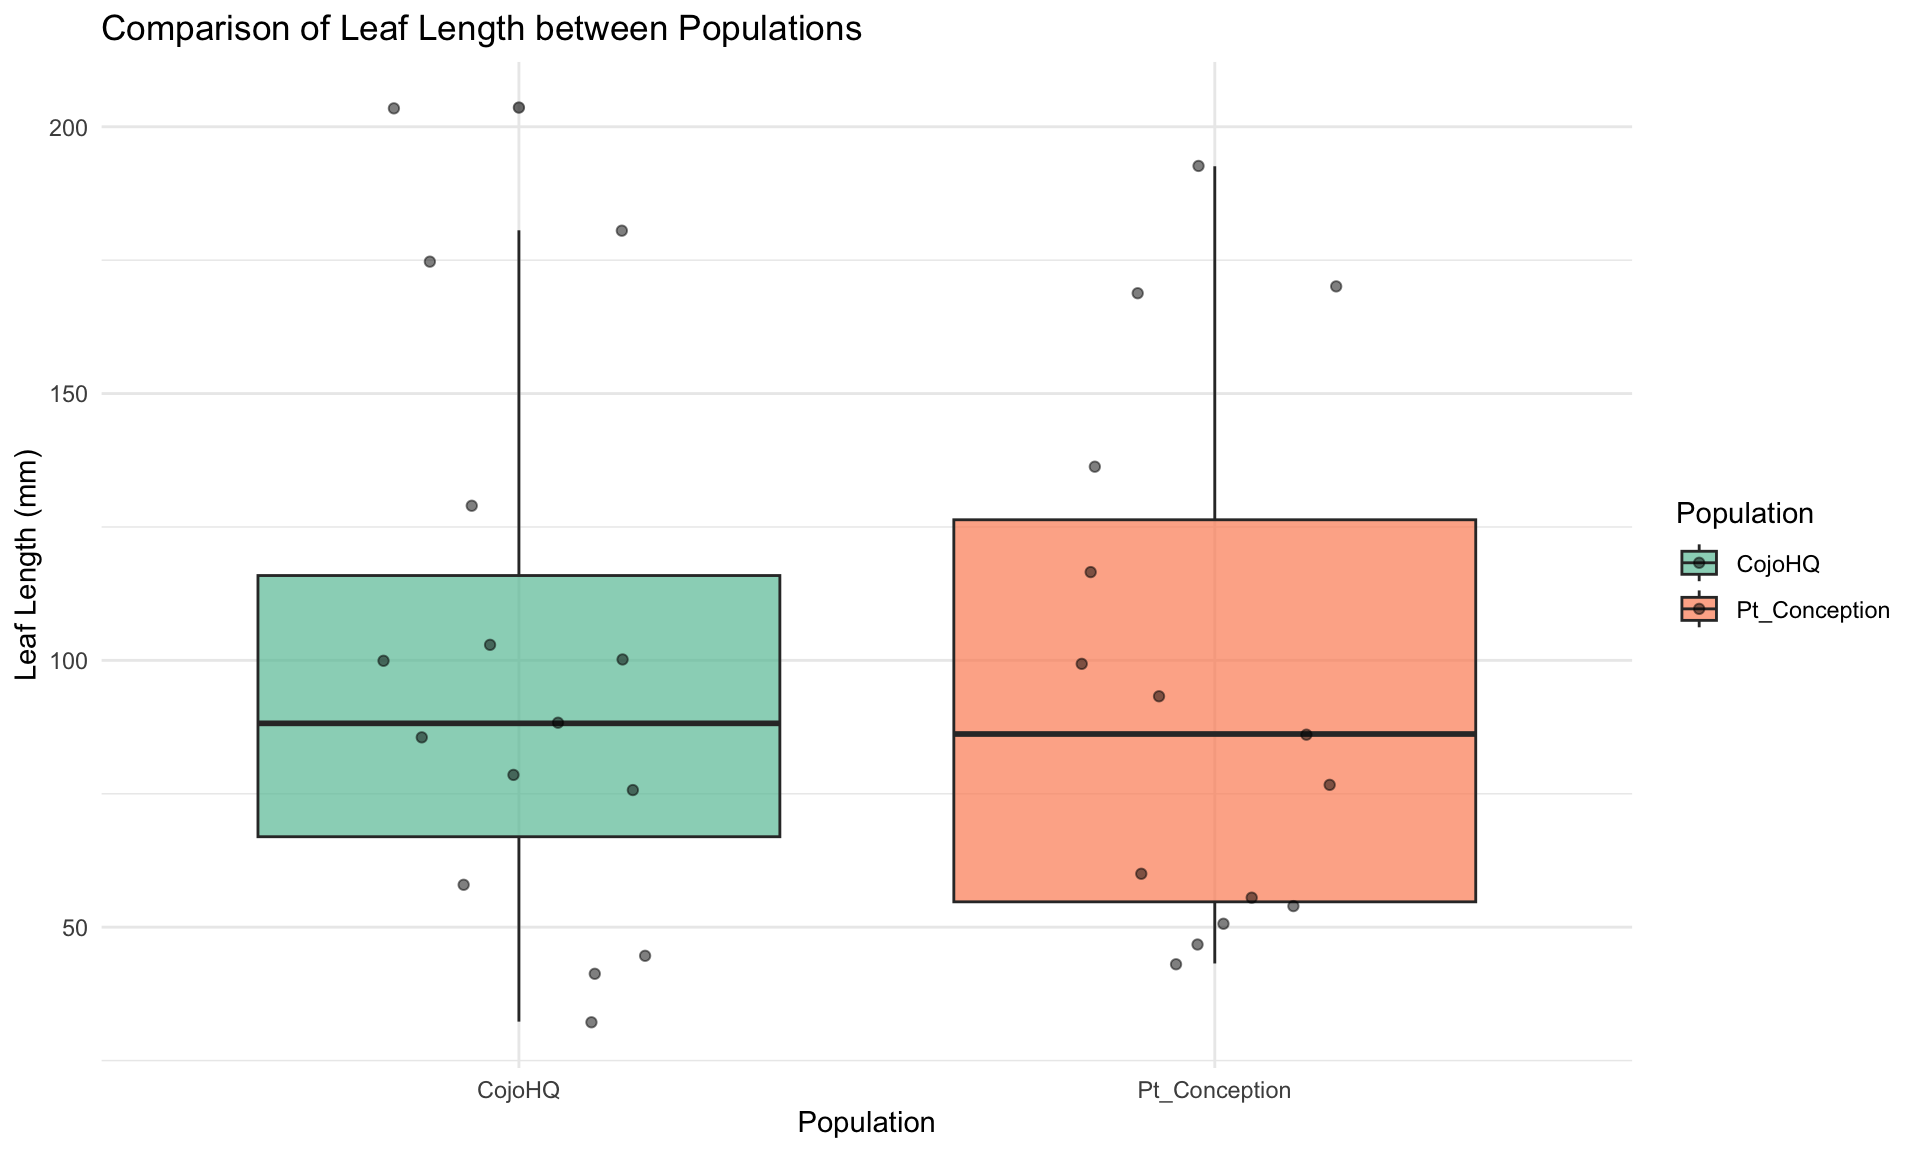 Comparison of Leaf Length between Populations
Leaf Length (mm)
200
150
100
50
CojoHQ
Pt_Conception
Population
Population
CojoHQ
Pt_Conception